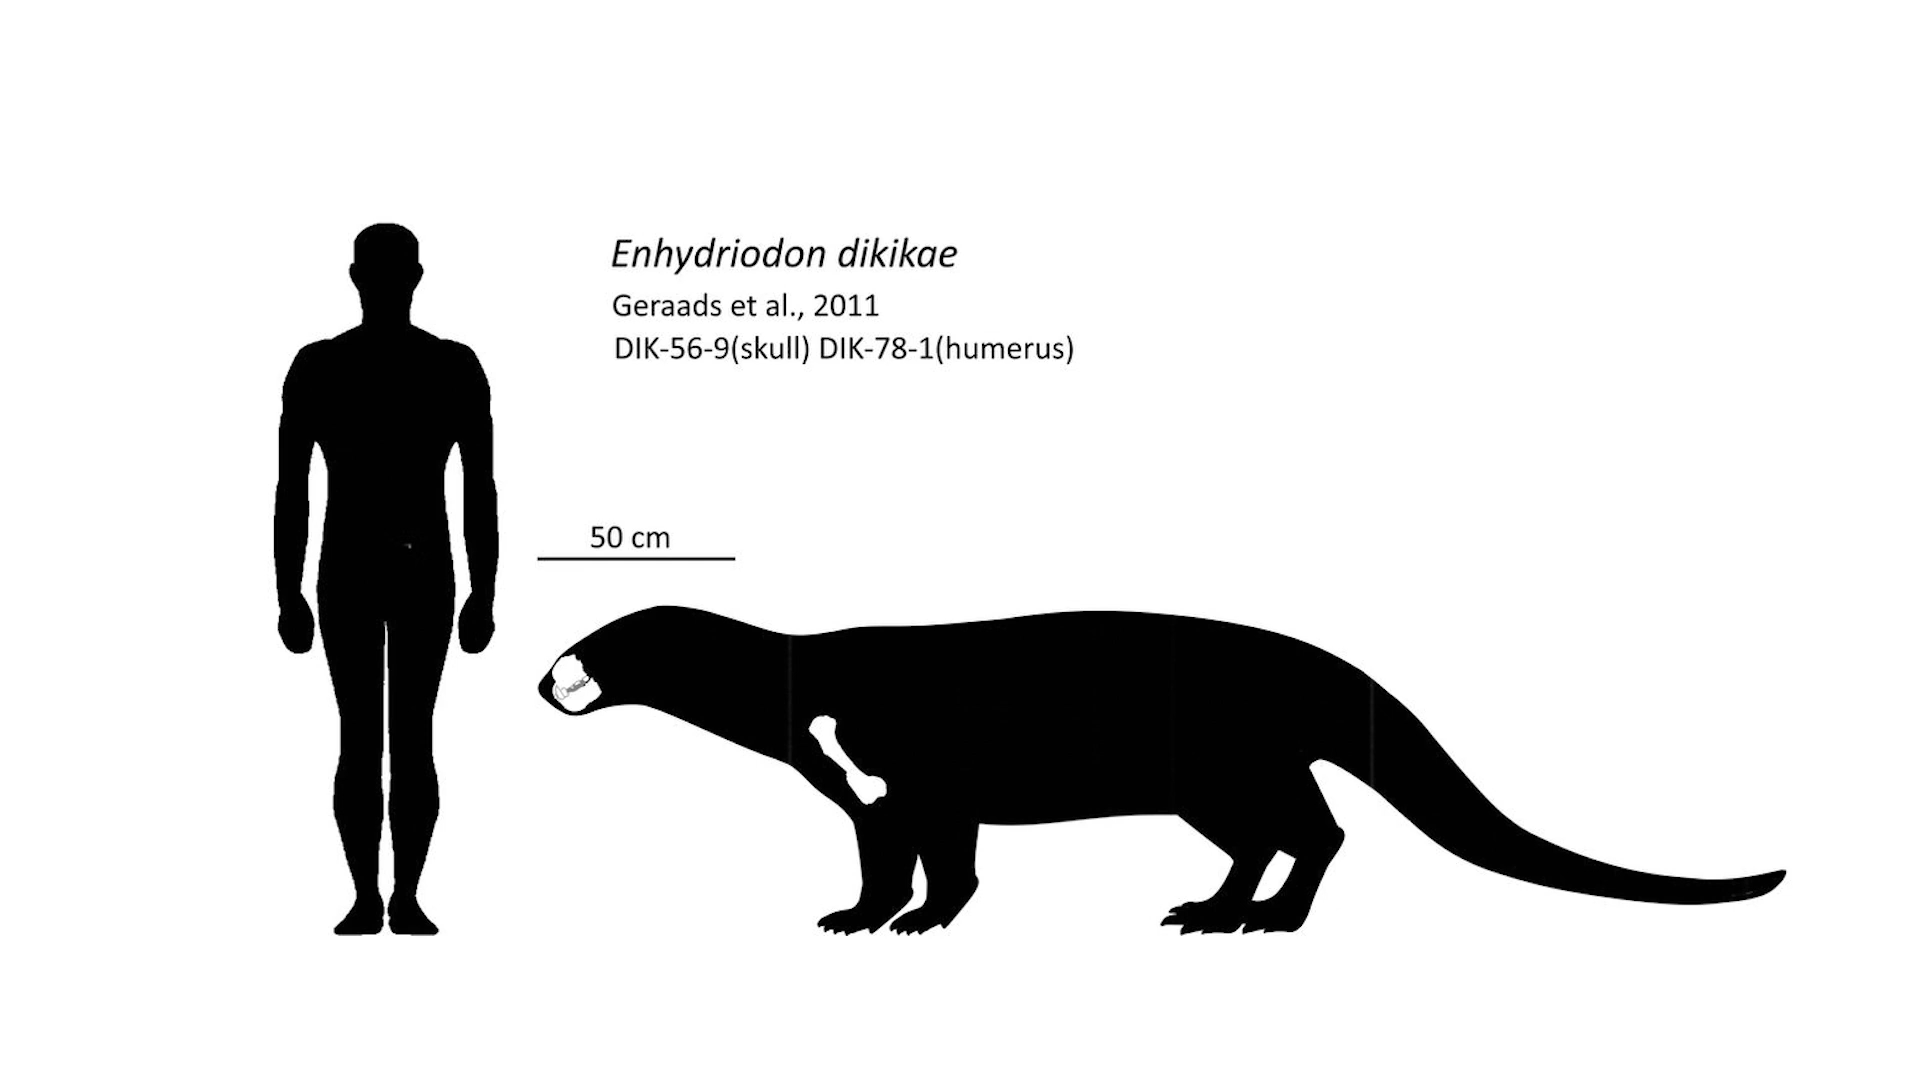 Enhydriodon dikikae
Geraads et al., 2011
DIK-56-9(skull) DIK-78-1(humerus)
50 cm